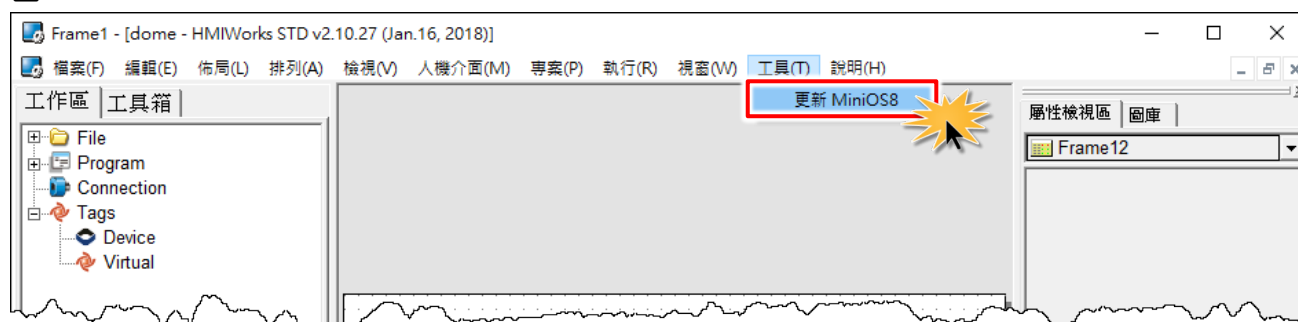 Frame1 - [dome - HMIWorks STD v2.10.27 (Jan.16, 2018)]
檔案(F) 編輯(E) 佈局(L) 排列(A) 檢視(V) 人機介面(M) 專案(P) 執行(R) 視窗(W) 工具(T) 說明(H)
更新 MiniOS8
工作區 工具箱
屬性檢視區 圖庫
File
Frame12
Program
Connection
Tags
Device
Virtual